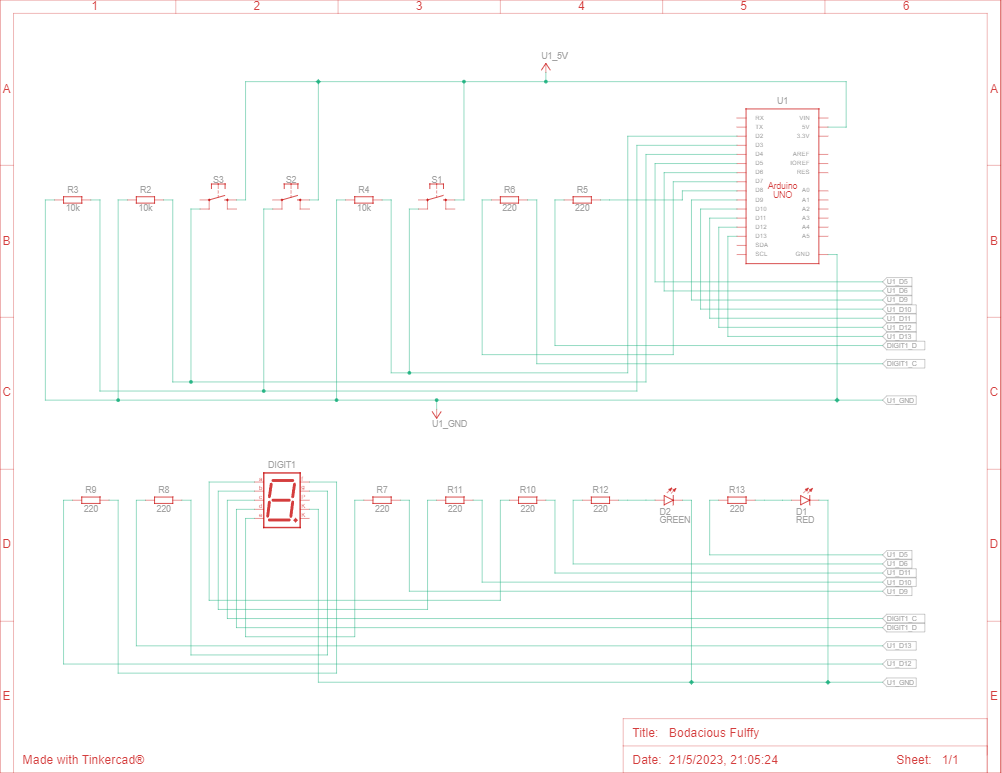 1 2 3 4 5 6
A A
B B
C C
D D
E E
U1_5V
U1
RX VIN
TX 5V
D2 3.3V
D3
D4 AREF
D5 IOREF
D6 RES
D7
D8 A0
D9 A1
D10 A2
D11 A3
D12 A4
D13 A5
SDA
SCL GND
Arduino
UNO
R3 R2 S3 S2 R4 S1 R6 R5
10k 10k 10k 220 220
U1_D5
U1_D6
U1_D9
U1_D10
U1_D11
U1_D12
U1_D13
DIGIT1_D
DIGIT1_C
U1_GND
U1_GND
DIGIT1
R9 R8 R7 R11 R10 R12 R13
220 220 220 220 220 220 220
D2 D1
GREEN RED
U1_D5
U1_D6
U1_D11
U1_D10
U1_D9
DIGIT1_C
DIGIT1_D
U1_D13
U1_D12
U1_GND
Title: Bodacious Fulffy
Made with Tinkercad®
Date: 21/5/2023, 21:05:24 Sheet: 1/1